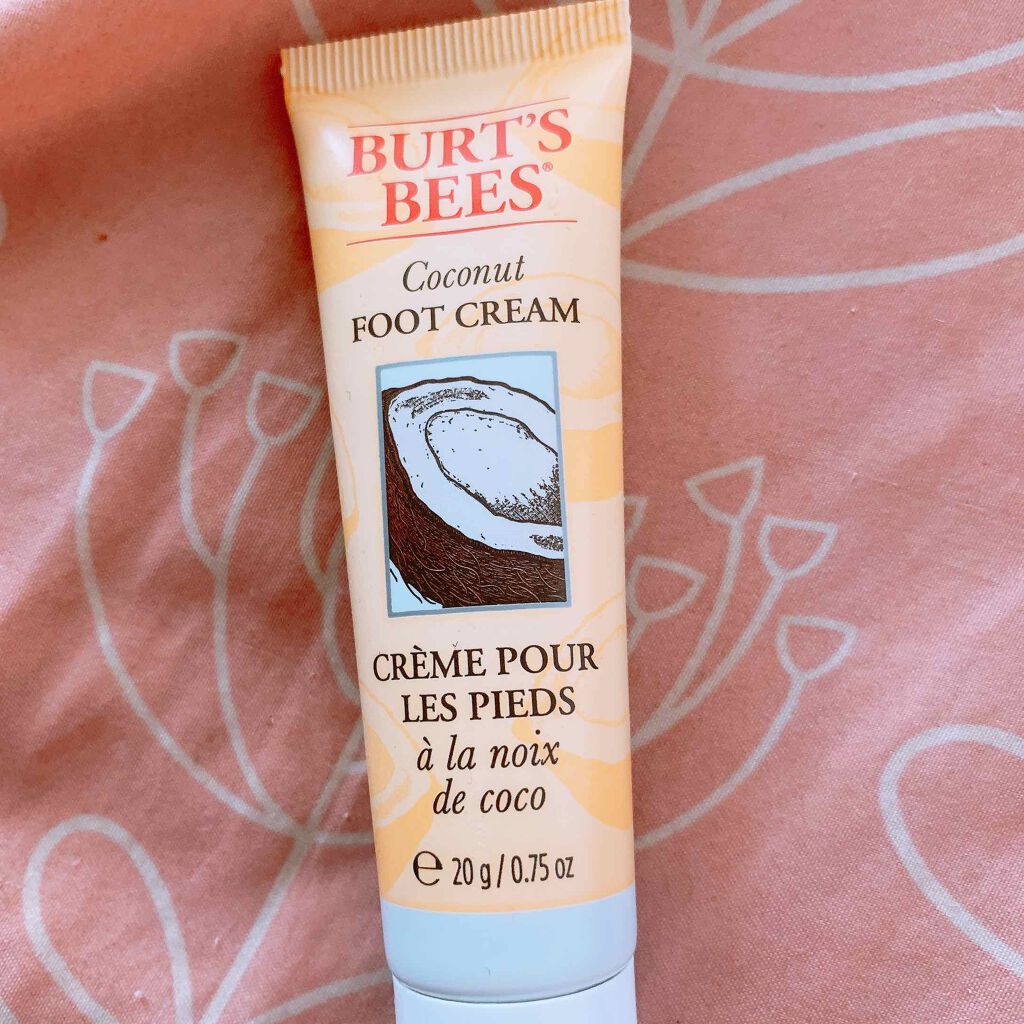 BURT'S
BEES®
Coconut
FOOT CREAM
CRÈME POUR
LES PIEDS
à la noix
de coco
℮ 20 g / 0.75 oz